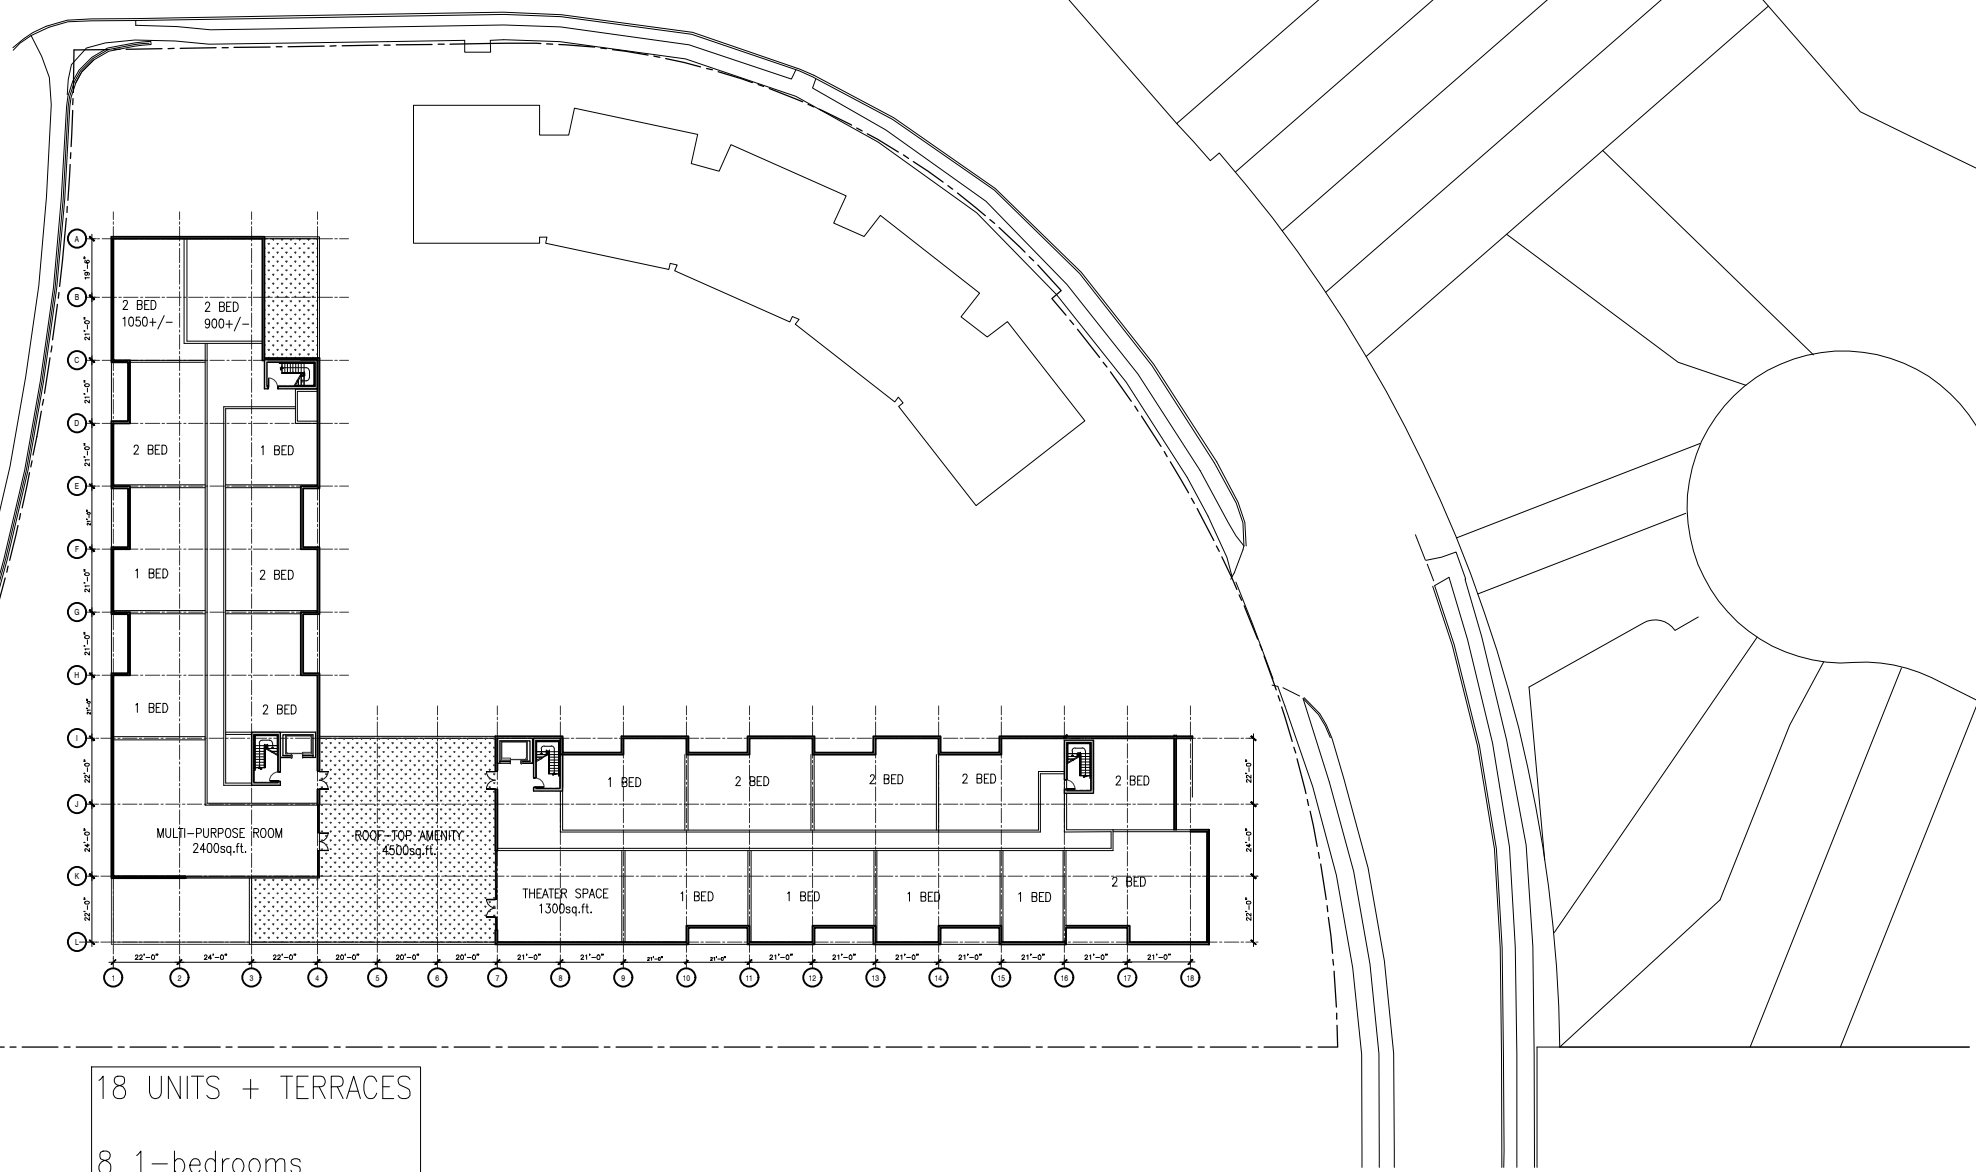 A
19'-6"
B
2 BED
1050+/-
2 BED
900+/-
21'-0"
C
21'-0"
D
2 BED
1 BED
21'-0"
E
21'-0"
F
1 BED
2 BED
21'-0"
G
21'-0"
H
1 BED
2 BED
21'-0"
I
22'-0"
1 BED
2 BED
2 BED
2 BED
2 BED
22'-0"
J
MULTI-PURPOSE ROOM
2400sq.ft.
ROOF-TOP AMENITY
4500sq.ft.
24'-0"
24'-0"
K
THEATER SPACE
1300sq.ft.
1 BED
1 BED
1 BED
1 BED
2 BED
22'-0"
22'-0"
L
22'-0" 24'-0" 22'-0" 20'-0" 20'-0" 20'-0" 21'-0" 21'-0" 21'-0" 21'-0" 21'-0" 21'-0" 21'-0" 21'-0" 21'-0" 21'-0" 21'-0"
1 2 3 4 5 6 7 8 9 10 11 12 13 14 15 16 17 18
18 UNITS + TERRACES
8 1-bedrooms